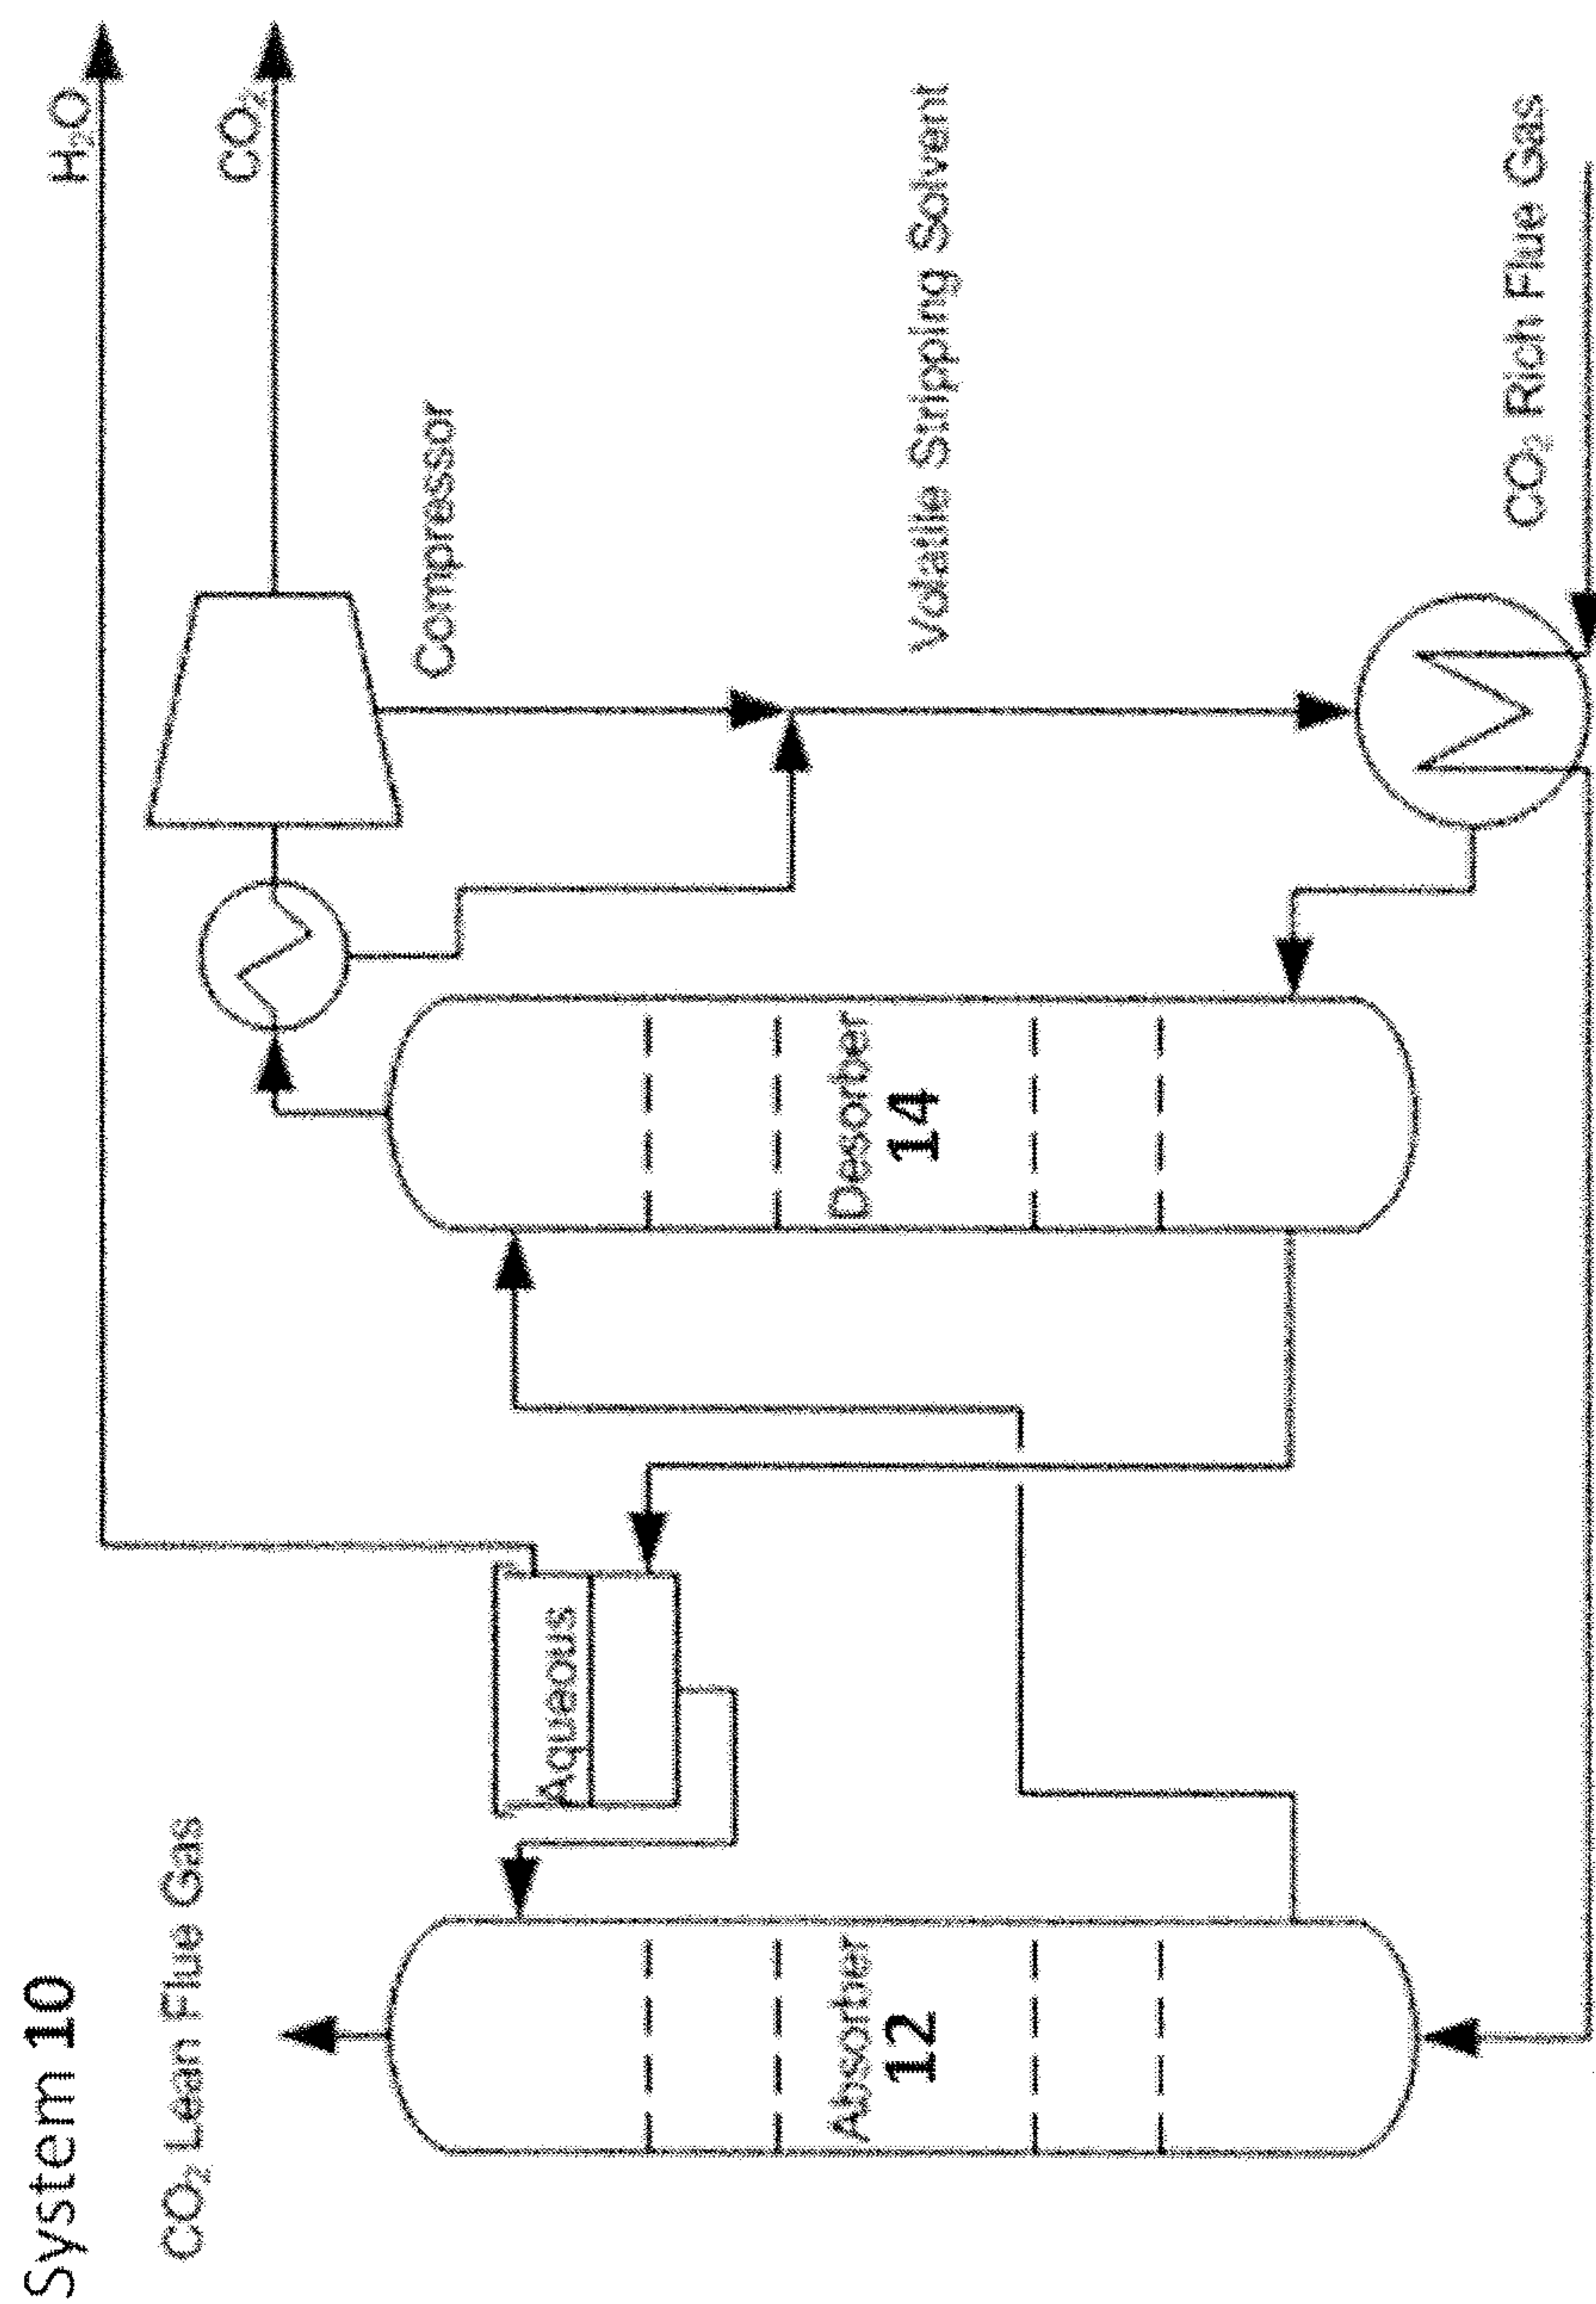 System 10
CO₂ Lean Flue Gas
H₂O
CO₂
Aqueous
Compressor
Absorber
12
Desorber
14
Volatile Stripping Solvent
CO₂ Rich Flue Gas